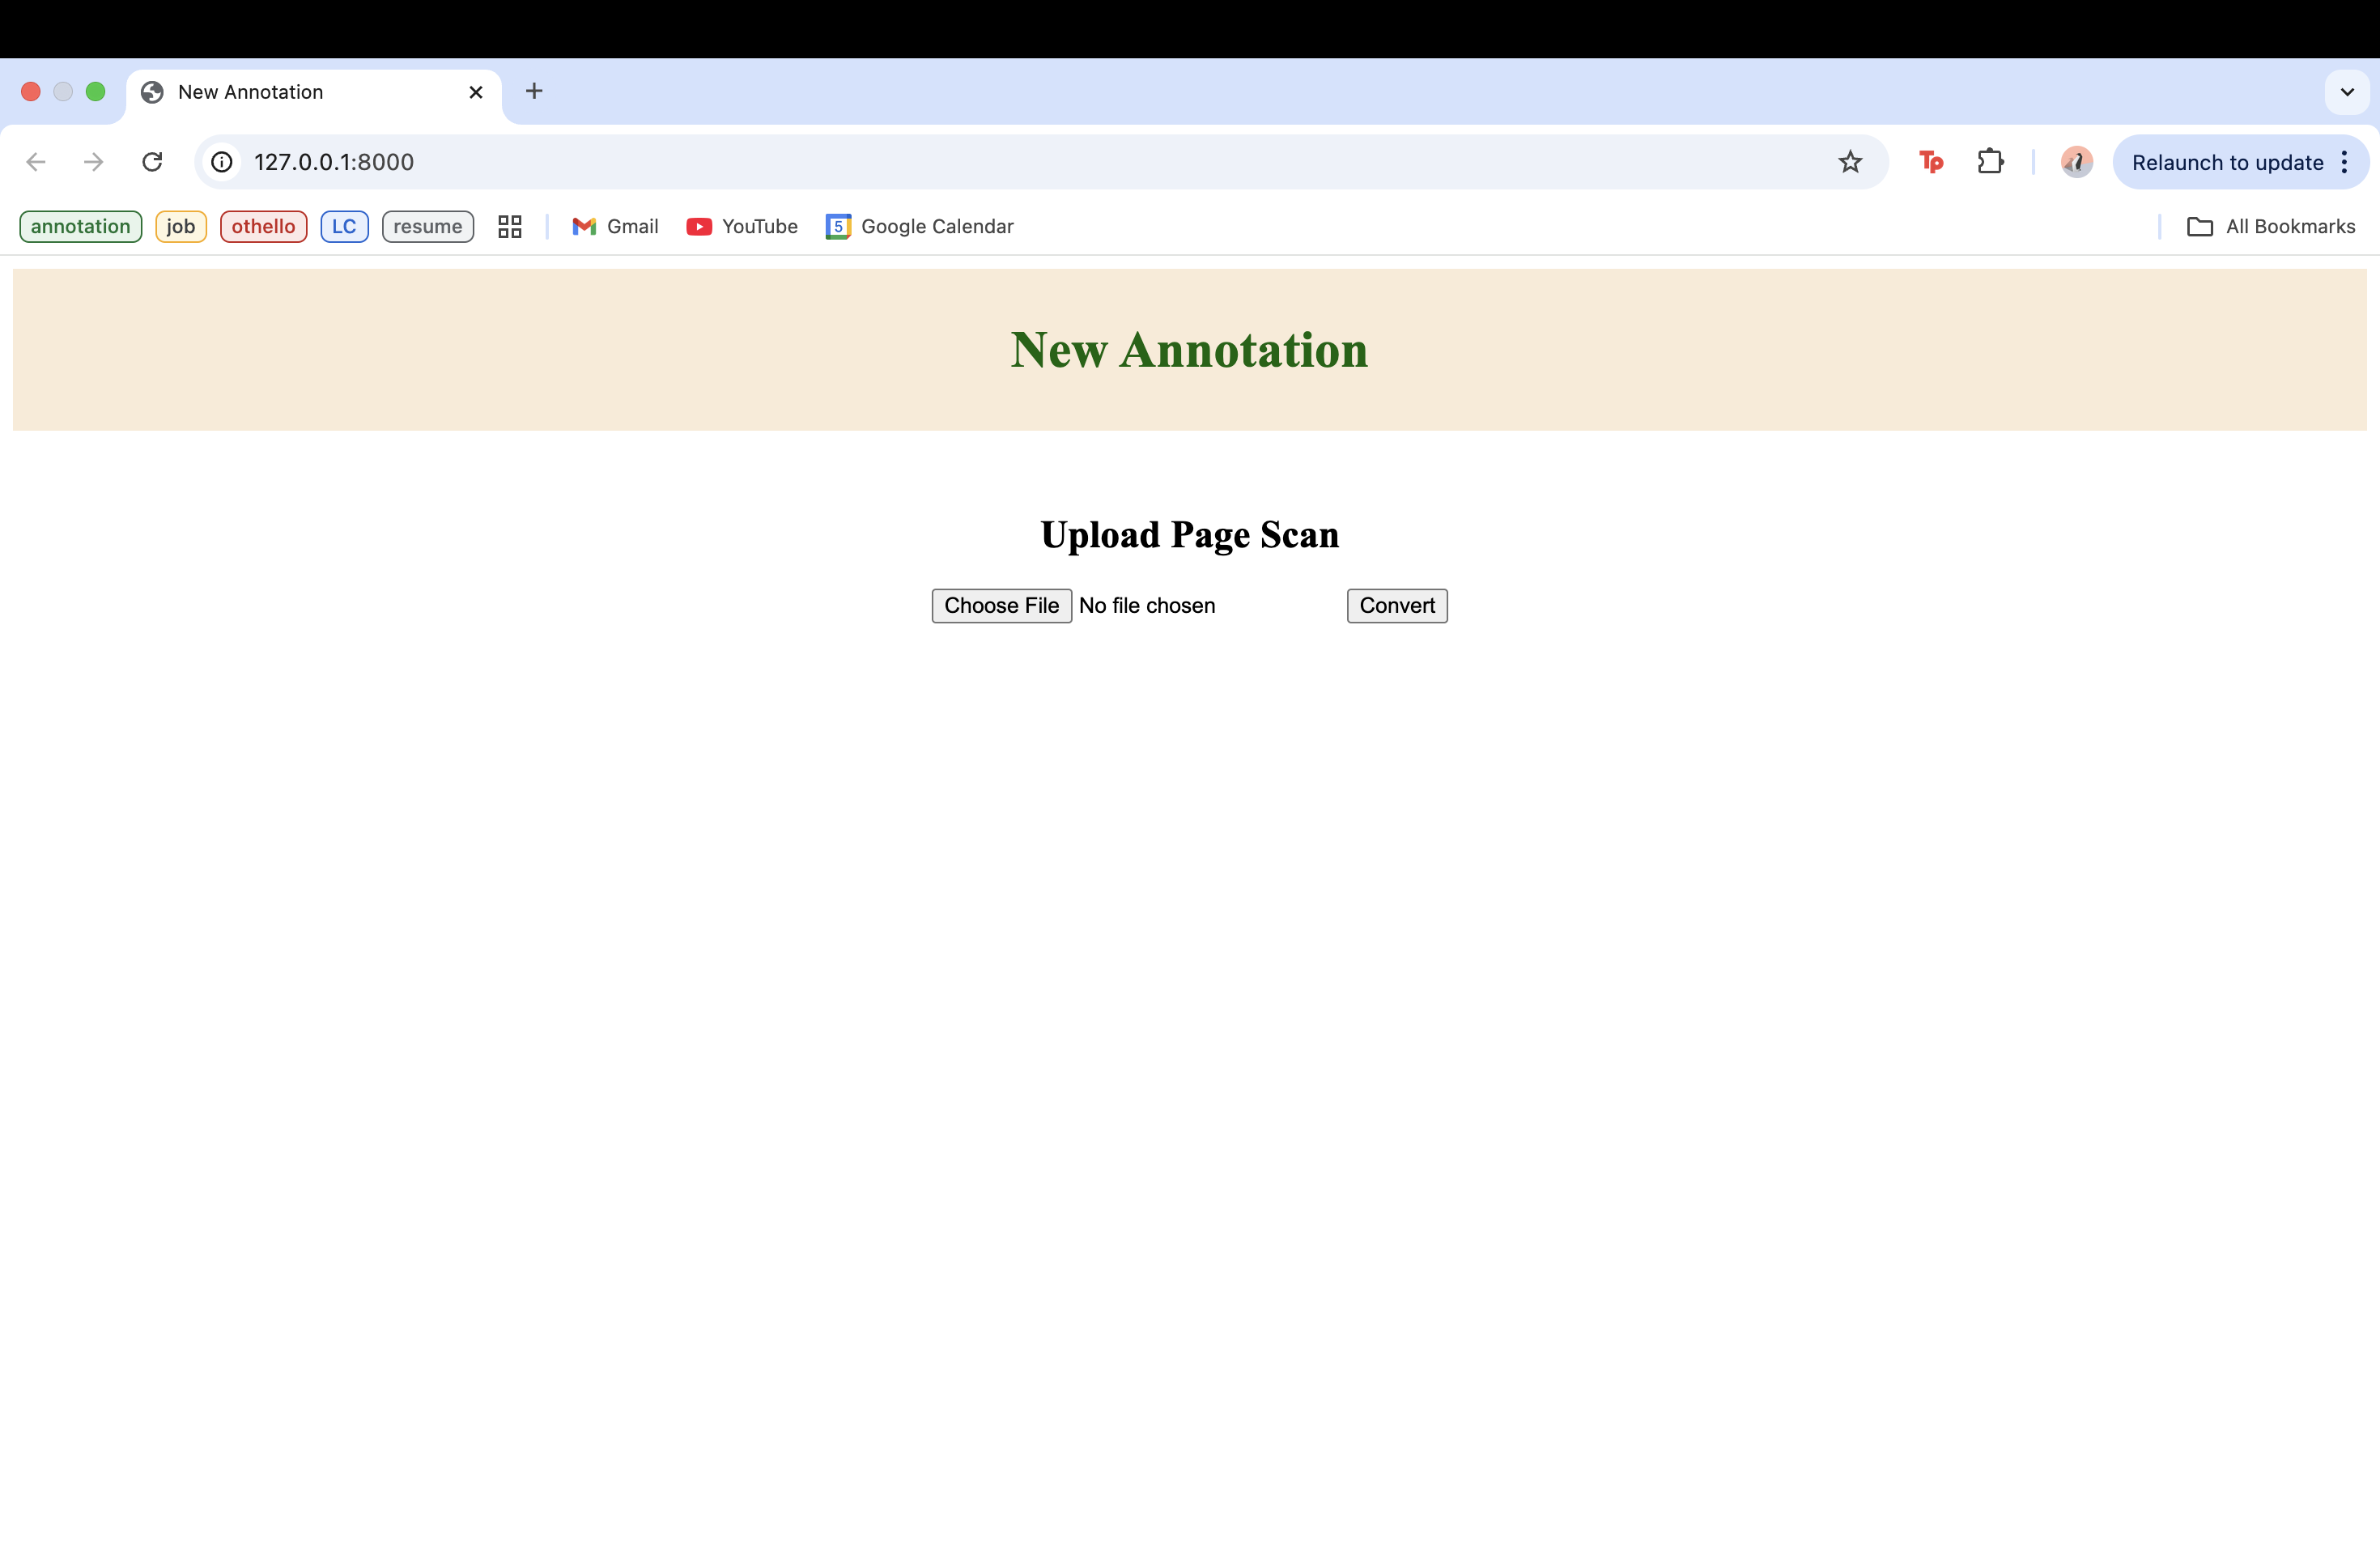 New Annotation
127.0.0.1:8000
Tp
Relaunch to update
annotation job othello LC resume Gmail YouTube 5 Google Calendar All Bookmarks
New Annotation
Upload Page Scan
Choose File No file chosen Convert